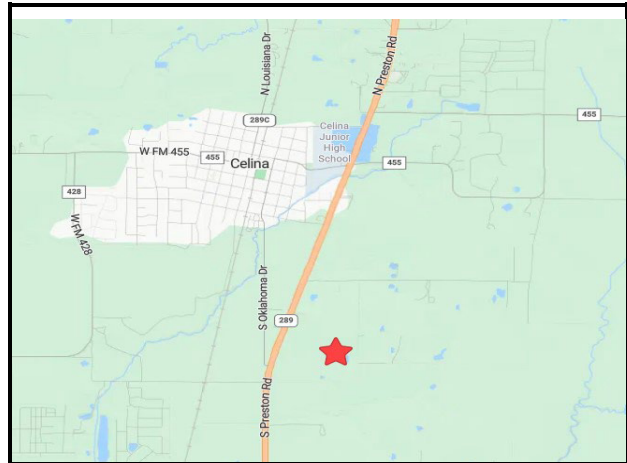 N Louisiana Dr
N Preston Rd
289C
455
Celina
Junior
High
School
W FM 455
455
Celina
455
428
W FM 428
S Oklahoma Dr
289
S Preston Rd